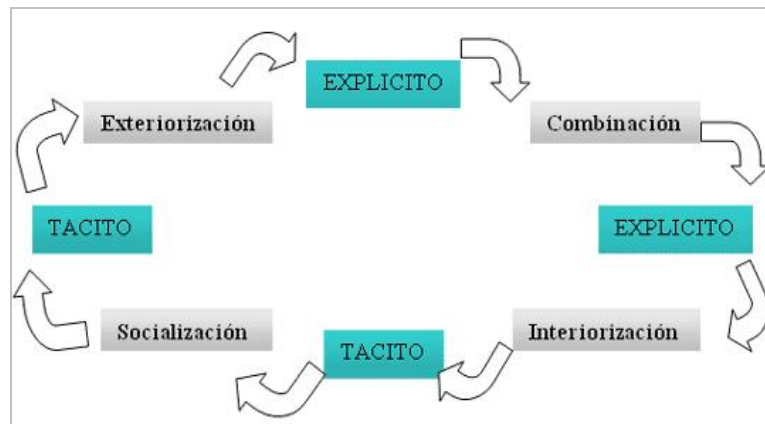 EXPLICITO
Exteriorización
Combinación
TACITO
EXPLICITO
Socialización
Interiorización
TACITO